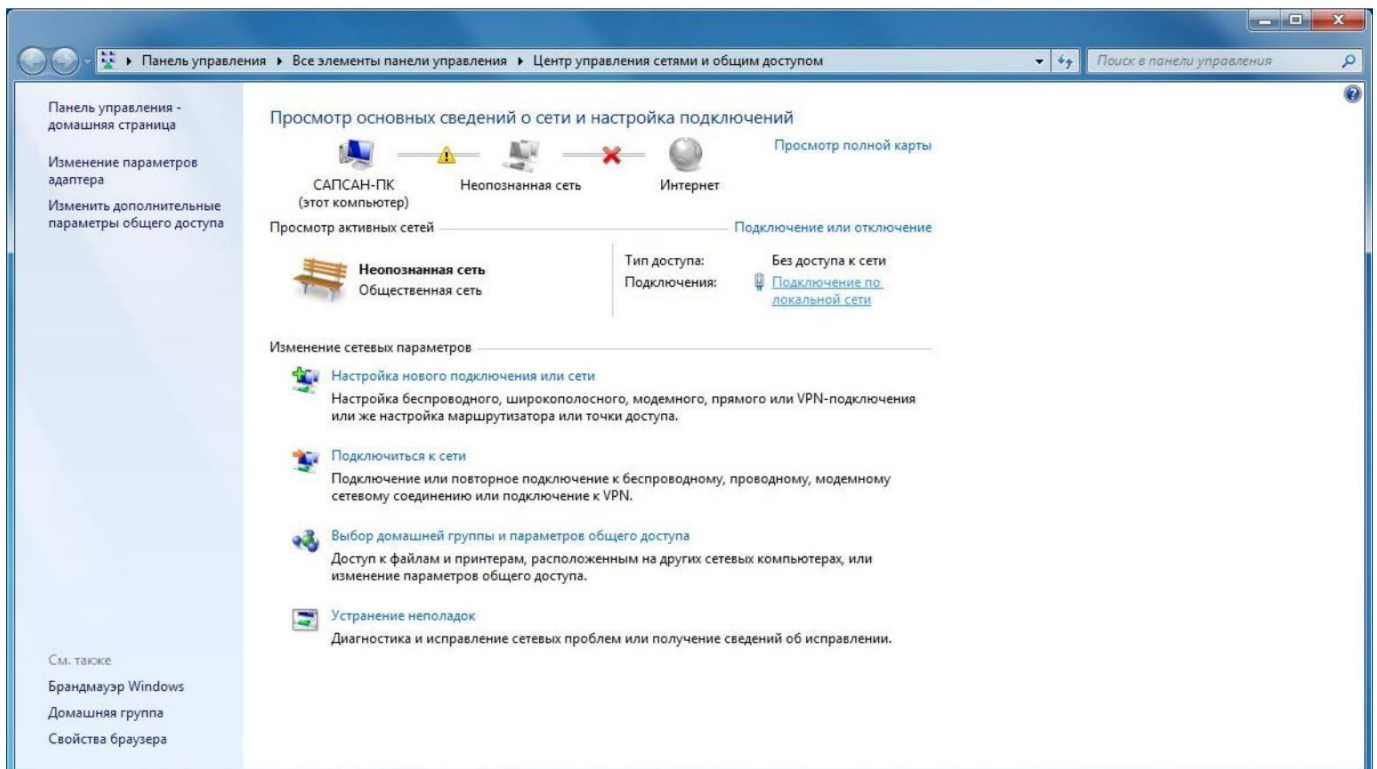 Панель управления ▸ Все элементы панели управления ▸ Центр управления сетями и общим доступом
Поиск в панели управления
Панель управления -
домашняя страница
Изменение параметров
адаптера
Изменить дополнительные
параметры общего доступа
См. также
Брандмауэр Windows
Домашняя группа
Свойства браузера
Просмотр основных сведений о сети и настройка подключений
Просмотр полной карты
САПСАН-ПК
(этот компьютер)
Неопознанная сеть
Интернет
Просмотр активных сетей
Подключение или отключение
Неопознанная сеть
Общественная сеть
Тип доступа: Без доступа к сети
Подключения: Подключение по
локальной сети
Изменение сетевых параметров
Настройка нового подключения или сети
Настройка беспроводного, широкополосного, модемного, прямого или VPN-подключения
или же настройка маршрутизатора или точки доступа.
Подключиться к сети
Подключение или повторное подключение к беспроводному, проводному, модемному
сетевому соединению или подключение к VPN.
Выбор домашней группы и параметров общего доступа
Доступ к файлам и принтерам, расположенным на других сетевых компьютерах, или
изменение параметров общего доступа.
Устранение неполадок
Диагностика и исправление сетевых проблем или получение сведений об исправлении.